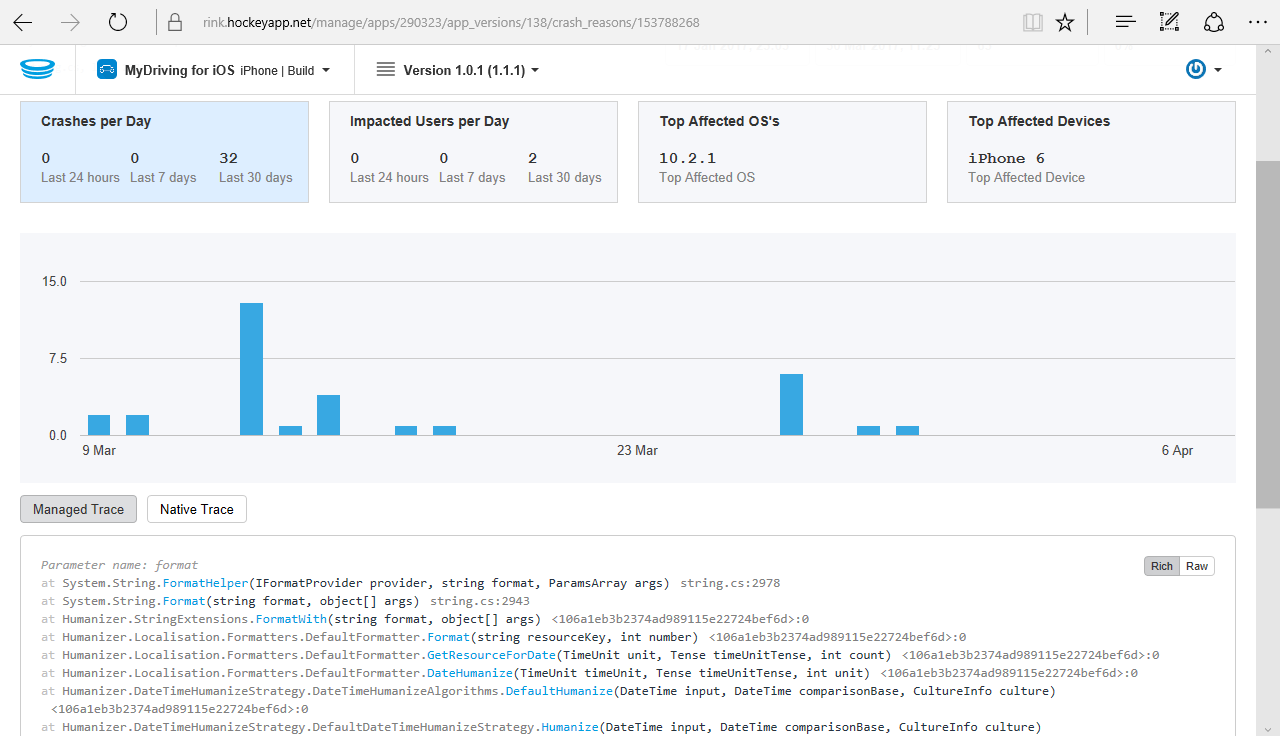 rink.hockeyapp.net/manage/apps/290323/app_versions/138/crash_reasons/153788268
MyDriving for iOS iPhone | Build
Version 1.0.1 (1.1.1)
Crashes per Day
0 0 32
Last 24 hours Last 7 days Last 30 days
Impacted Users per Day
0 0 2
Last 24 hours Last 7 days Last 30 days
Top Affected OS's
10.2.1
Top Affected OS
Top Affected Devices
iPhone 6
Top Affected Device
15.0
7.5
0.0
9 Mar 23 Mar 6 Apr
Managed Trace Native Trace
Rich Raw
Parameter name: format
at System.String.FormatHelper(IFormatProvider provider, string format, ParamsArray args) string.cs:2978
at System.String.Format(string format, object[] args) string.cs:2943
at Humanizer.StringExtensions.FormatWith(string format, object[] args) <106a1eb3b2374ad989115e22724bef6d>:0
at Humanizer.Localisation.Formatters.DefaultFormatter.Format(string resourceKey, int number) <106a1eb3b2374ad989115e22724bef6d>:0
at Humanizer.Localisation.Formatters.DefaultFormatter.GetResourceForDate(TimeUnit unit, Tense timeUnitTense, int count) <106a1eb3b2374ad989115e22724bef6d>:0
at Humanizer.Localisation.Formatters.DefaultFormatter.DateHumanize(TimeUnit timeUnit, Tense timeUnitTense, int unit) <106a1eb3b2374ad989115e22724bef6d>:0
at Humanizer.DateTimeHumanizeStrategy.DateTimeHumanizeAlgorithms.DefaultHumanize(DateTime input, DateTime comparisonBase, CultureInfo culture)
<106a1eb3b2374ad989115e22724bef6d>:0
at Humanizer.DateTimeHumanizeStrategy.DefaultDateTimeHumanizeStrategy.Humanize(DateTime input, DateTime comparisonBase, CultureInfo culture)